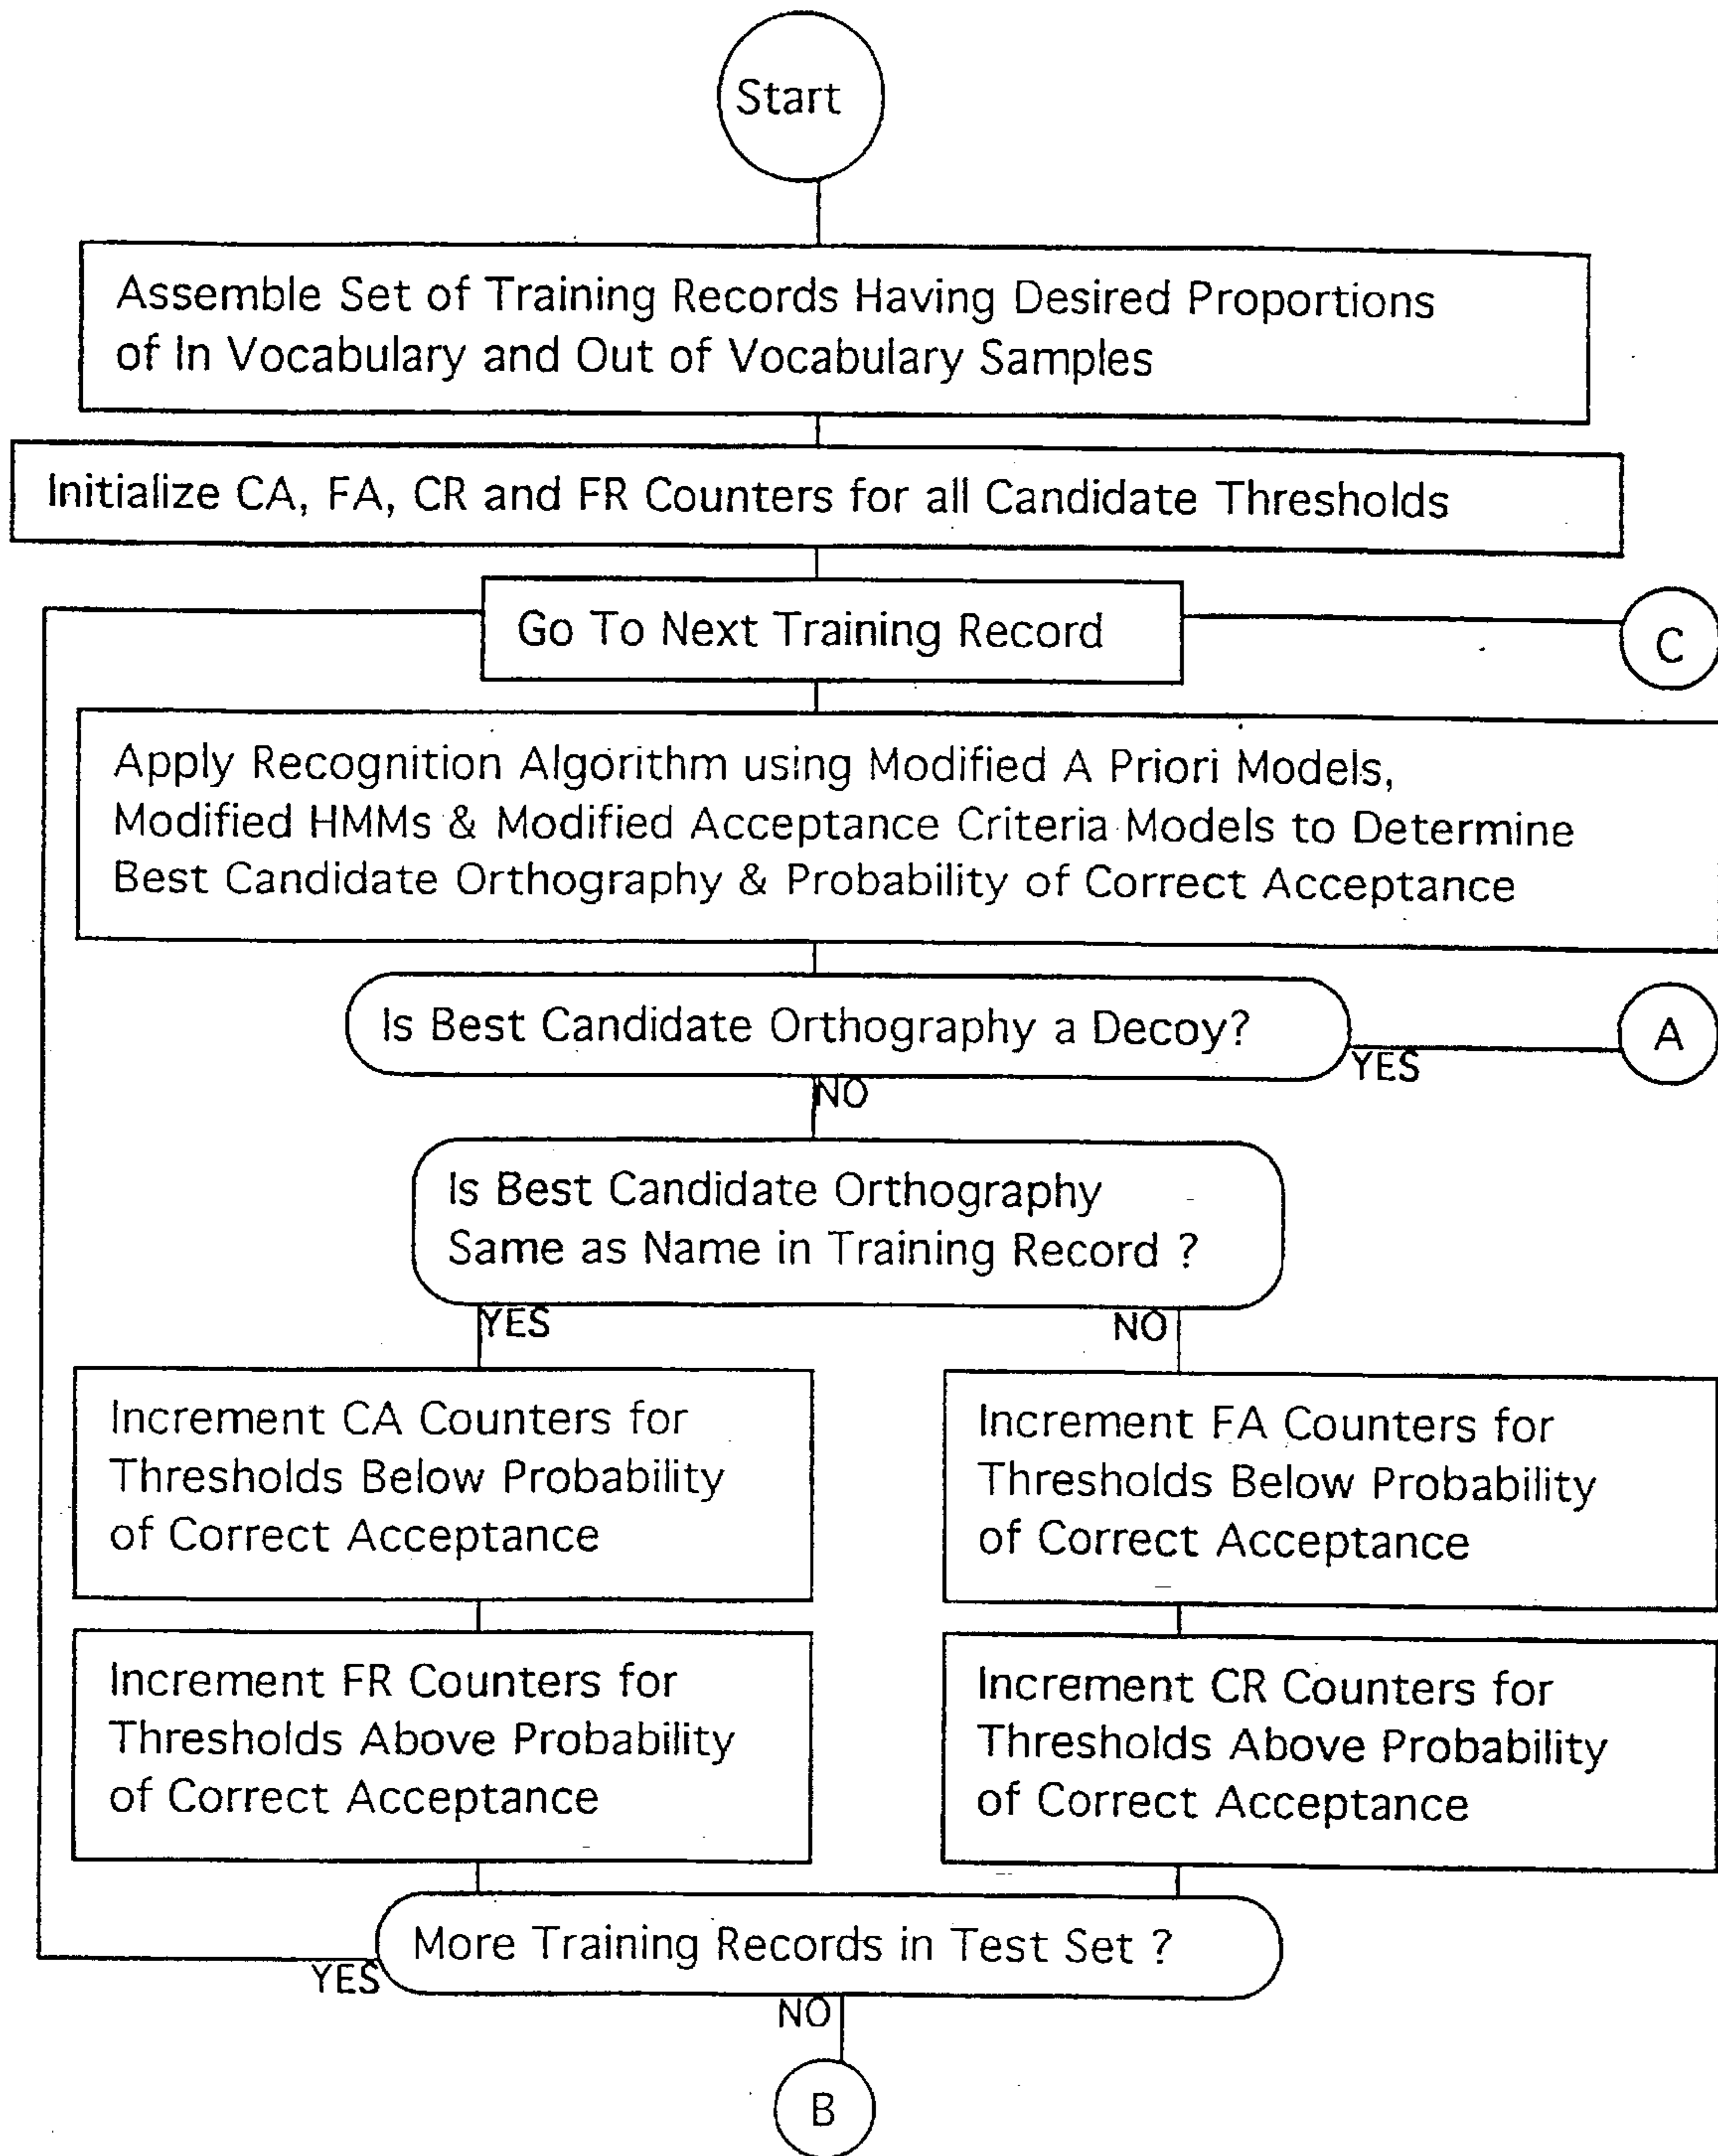 Start
Assemble Set of Training Records Having Desired Proportions
of In Vocabulary and Out of Vocabulary Samples
Initialize CA, FA, CR and FR Counters for all Candidate Thresholds
Go To Next Training Record
C
Apply Recognition Algorithm using Modified A Priori Models,
Modified HMMs & Modified Acceptance Criteria Models to Determine
Best Candidate Orthography & Probability of Correct Acceptance
Is Best Candidate Orthography a Decoy?
YES
A
NO
Is Best Candidate Orthography
Same as Name in Training Record ?
YES
NO
Increment CA Counters for
Thresholds Below Probability
of Correct Acceptance
Increment FA Counters for
Thresholds Below Probability
of Correct Acceptance
Increment FR Counters for
Thresholds Above Probability
of Correct Acceptance
Increment CR Counters for
Thresholds Above Probability
of Correct Acceptance
More Training Records in Test Set ?
YES
NO
B